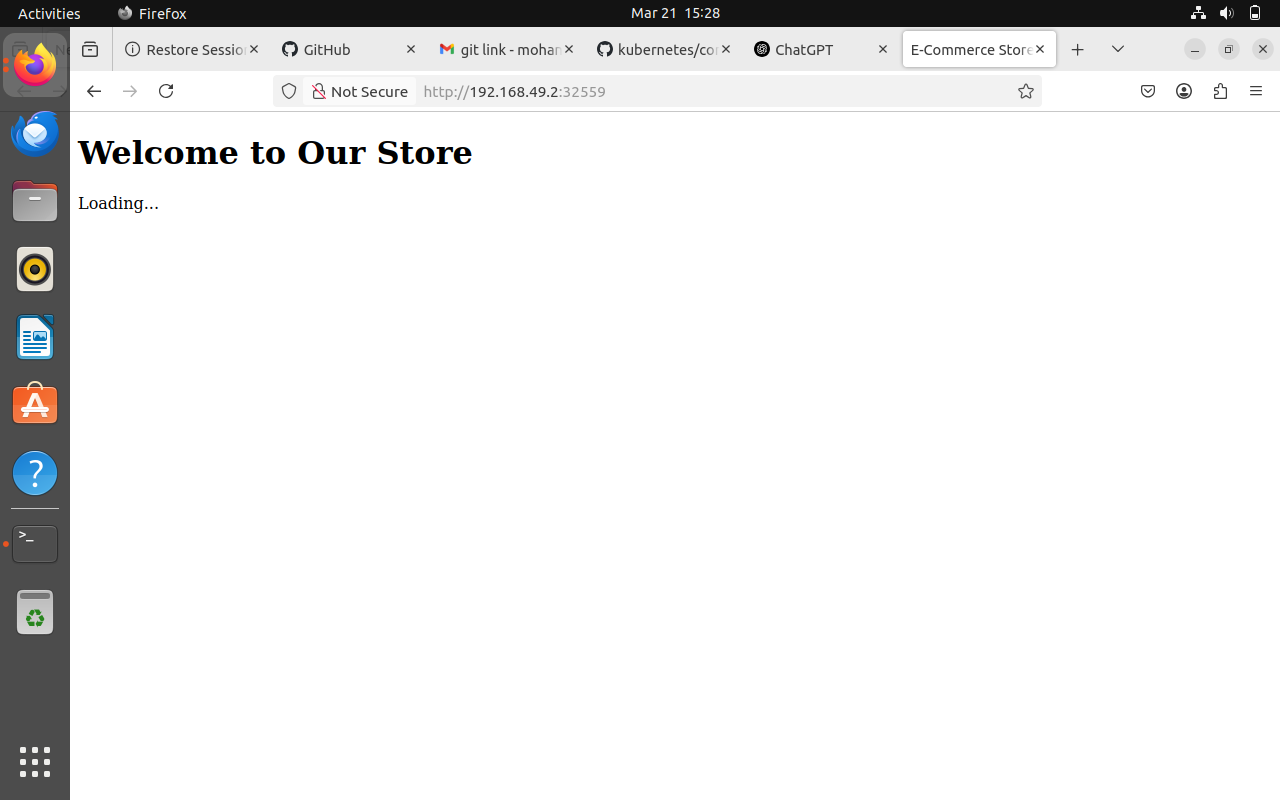 Activities
Firefox
Mar 21 15:28
Restore Sessio
GitHub
git link - mohan
kubernetes/cor
ChatGPT
E-Commerce Store
Not Secure
http://192.168.49.2:32559
Welcome to Our Store
Loading...
?
>_